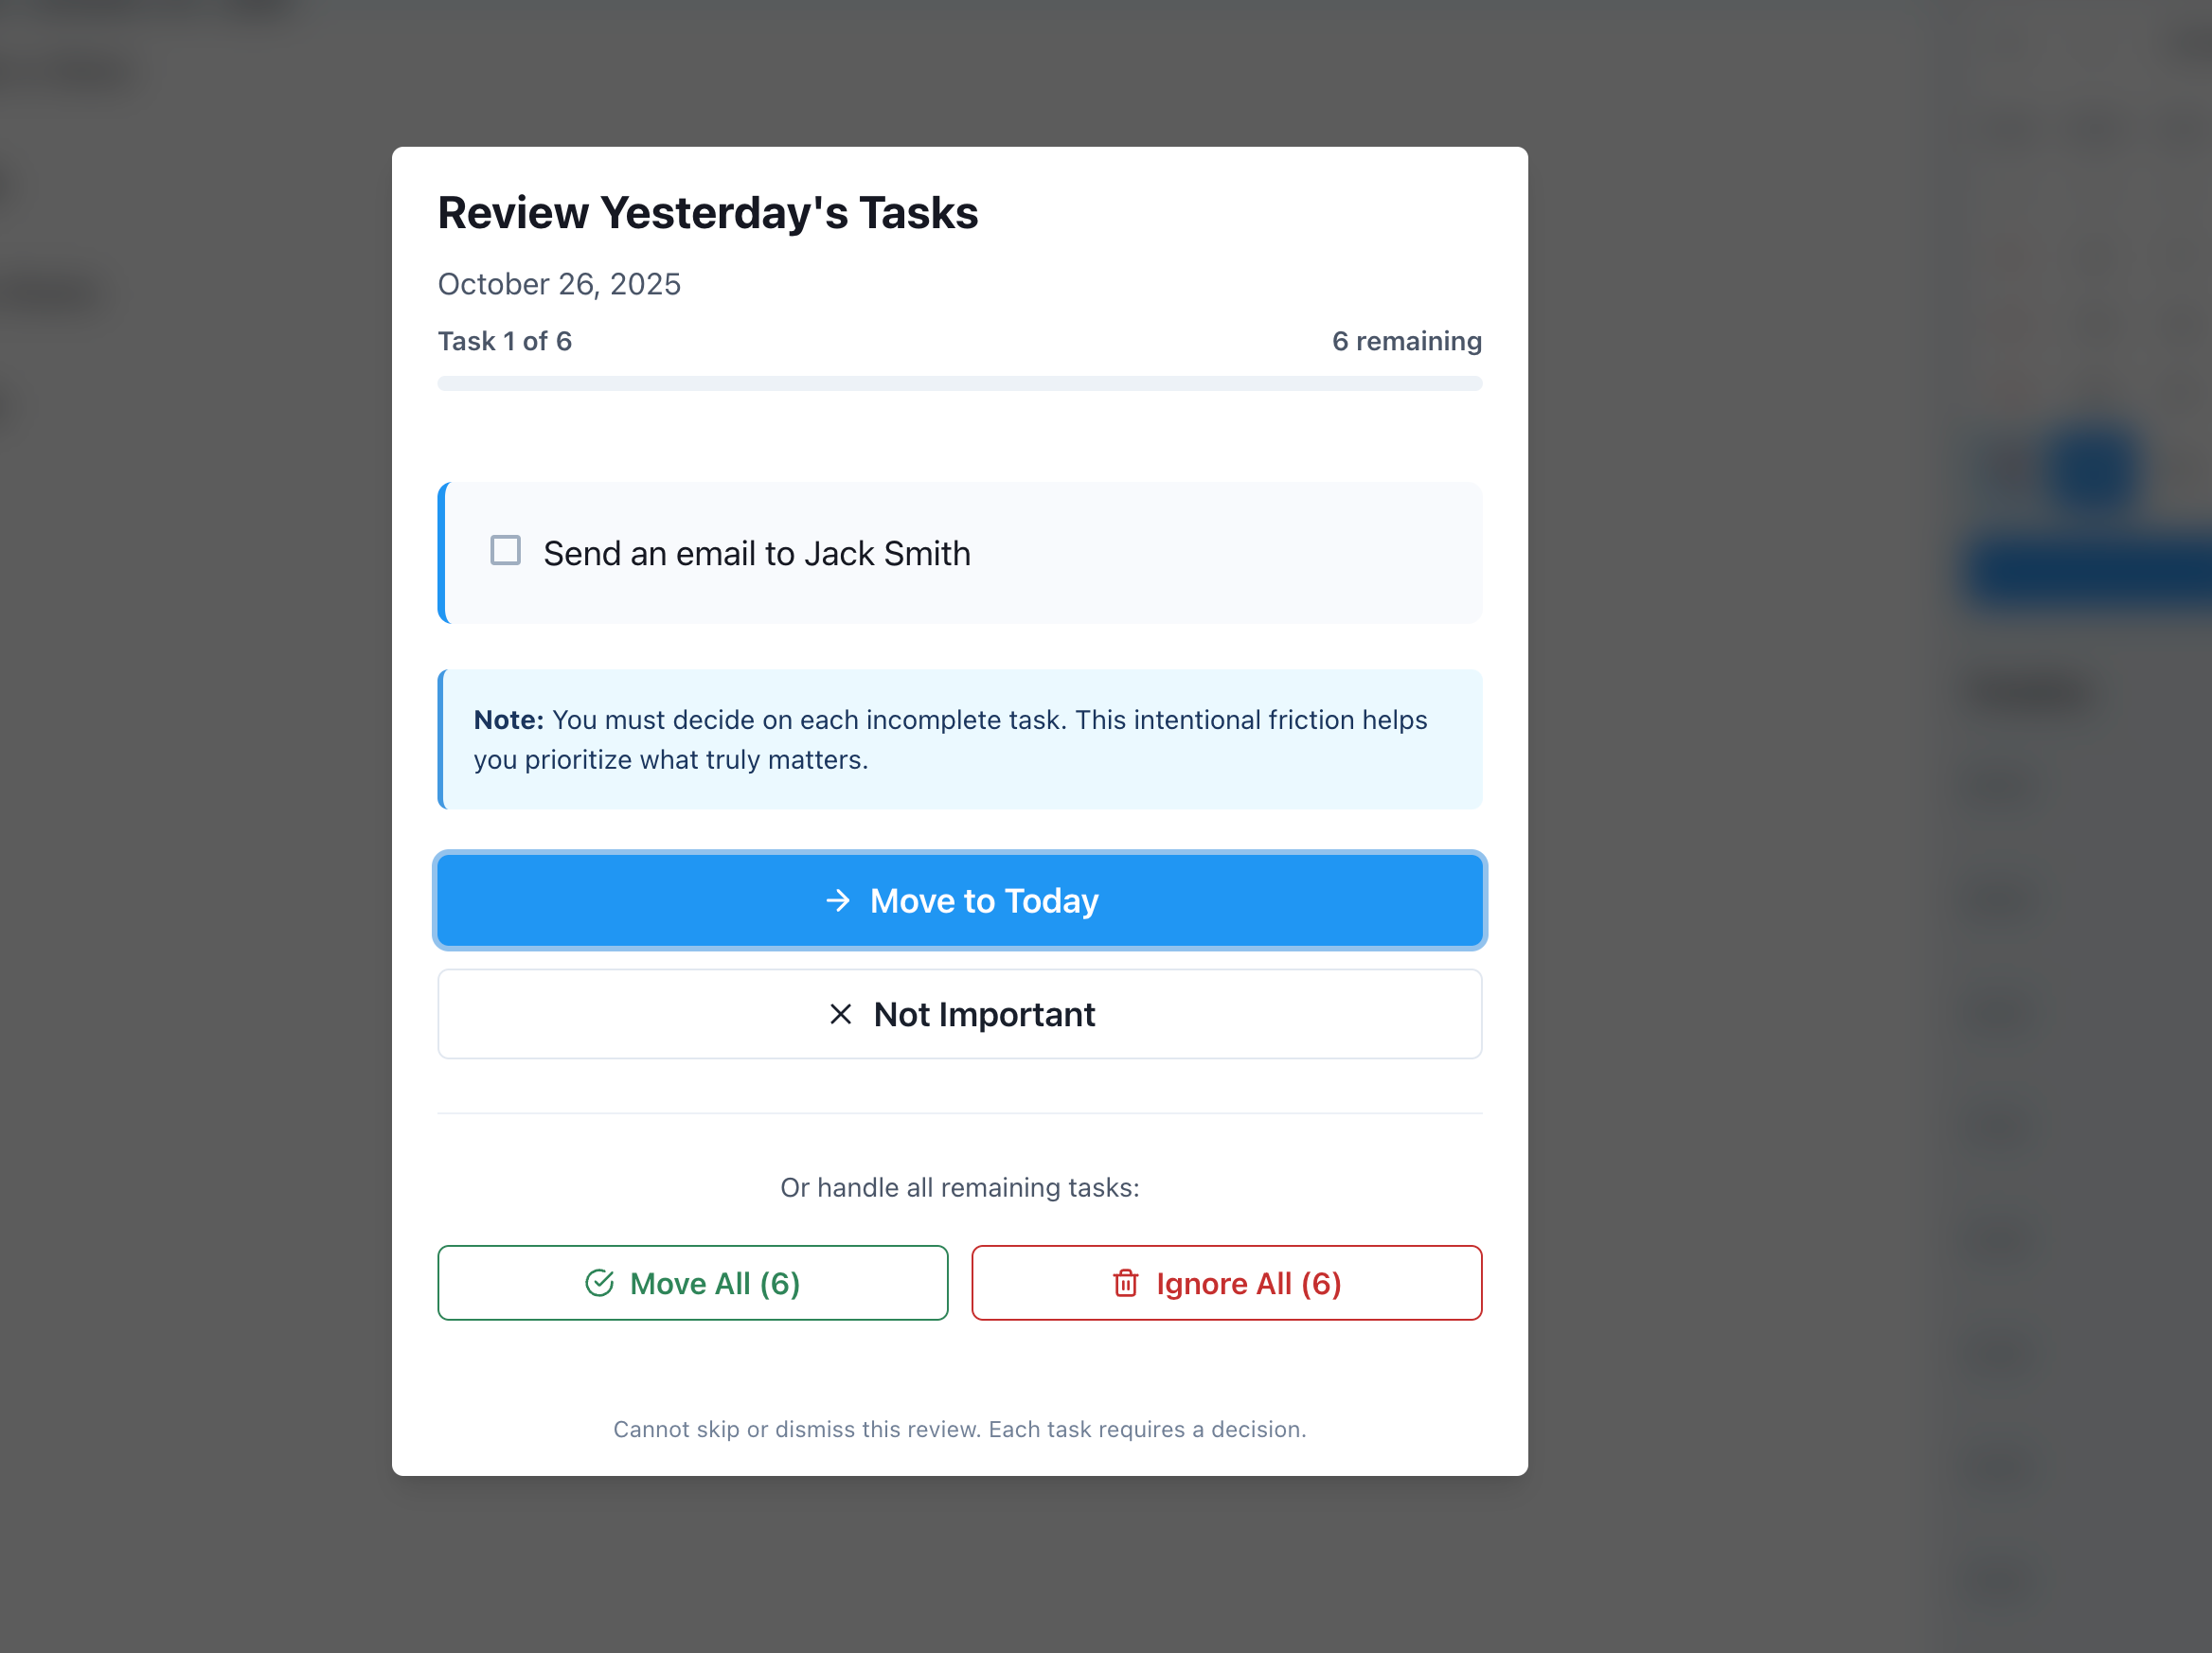 Review Yesterday's Tasks
October 26, 2025
Task 1 of 6
6 remaining
Send an email to Jack Smith
Note: You must decide on each incomplete task. This intentional friction helps
you prioritize what truly matters.
Move to Today
Not Important
Or handle all remaining tasks:
Move All (6)
Ignore All (6)
Cannot skip or dismiss this review. Each task requires a decision.